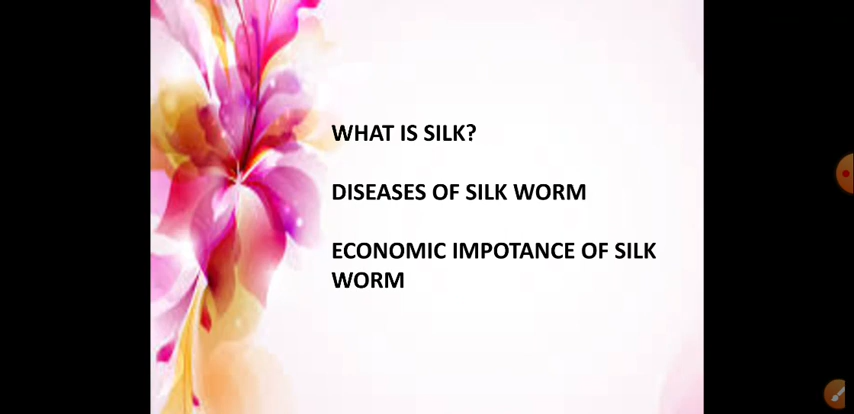 WHAT IS SILK?
DISEASES OF SILK WORM
ECONOMIC IMPOTANCE OF SILK
WORM